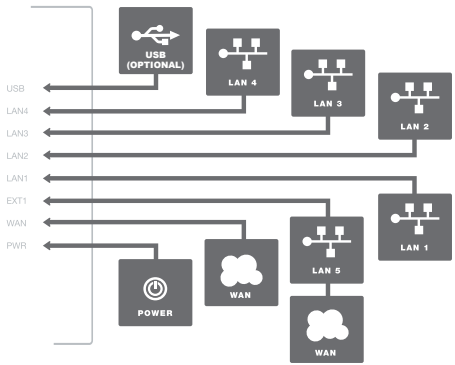 USB
(OPTIONAL)
LAN 4
LAN 3
LAN 2
USB
LAN4
LAN3
LAN2
LAN1
EXT1
WAN
PWR
LAN 1
LAN 5
WAN
POWER
WAN